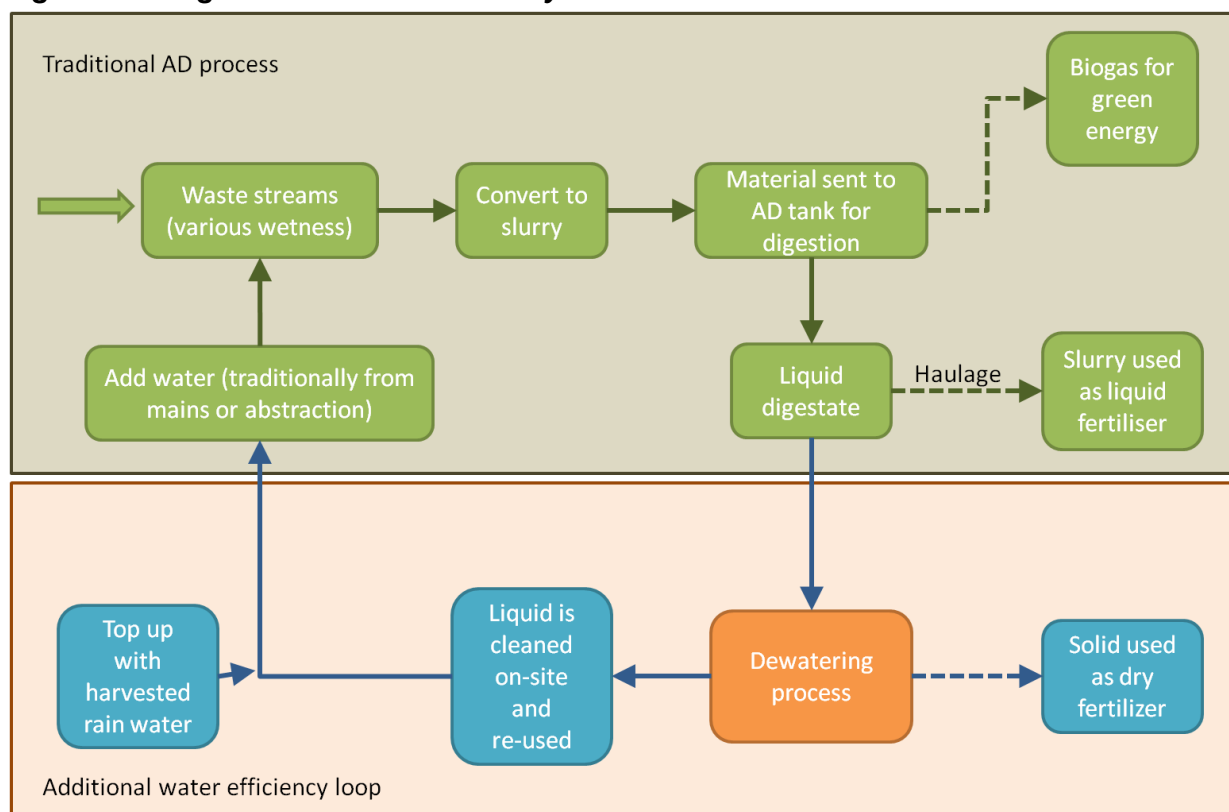 Traditional AD process
Biogas for
green
energy
Waste streams
(various wetness)
Convert to
slurry
Material sent to
AD tank for
digestion
Add water (traditionally from
mains or abstraction)
Liquid
digestate
Haulage
Slurry used
as liquid
fertiliser
Top up
with
harvested
rain water
Liquid is
cleaned
on-site
and
re-used
Dewatering
process
Solid used
as dry
fertilizer
Additional water efficiency loop